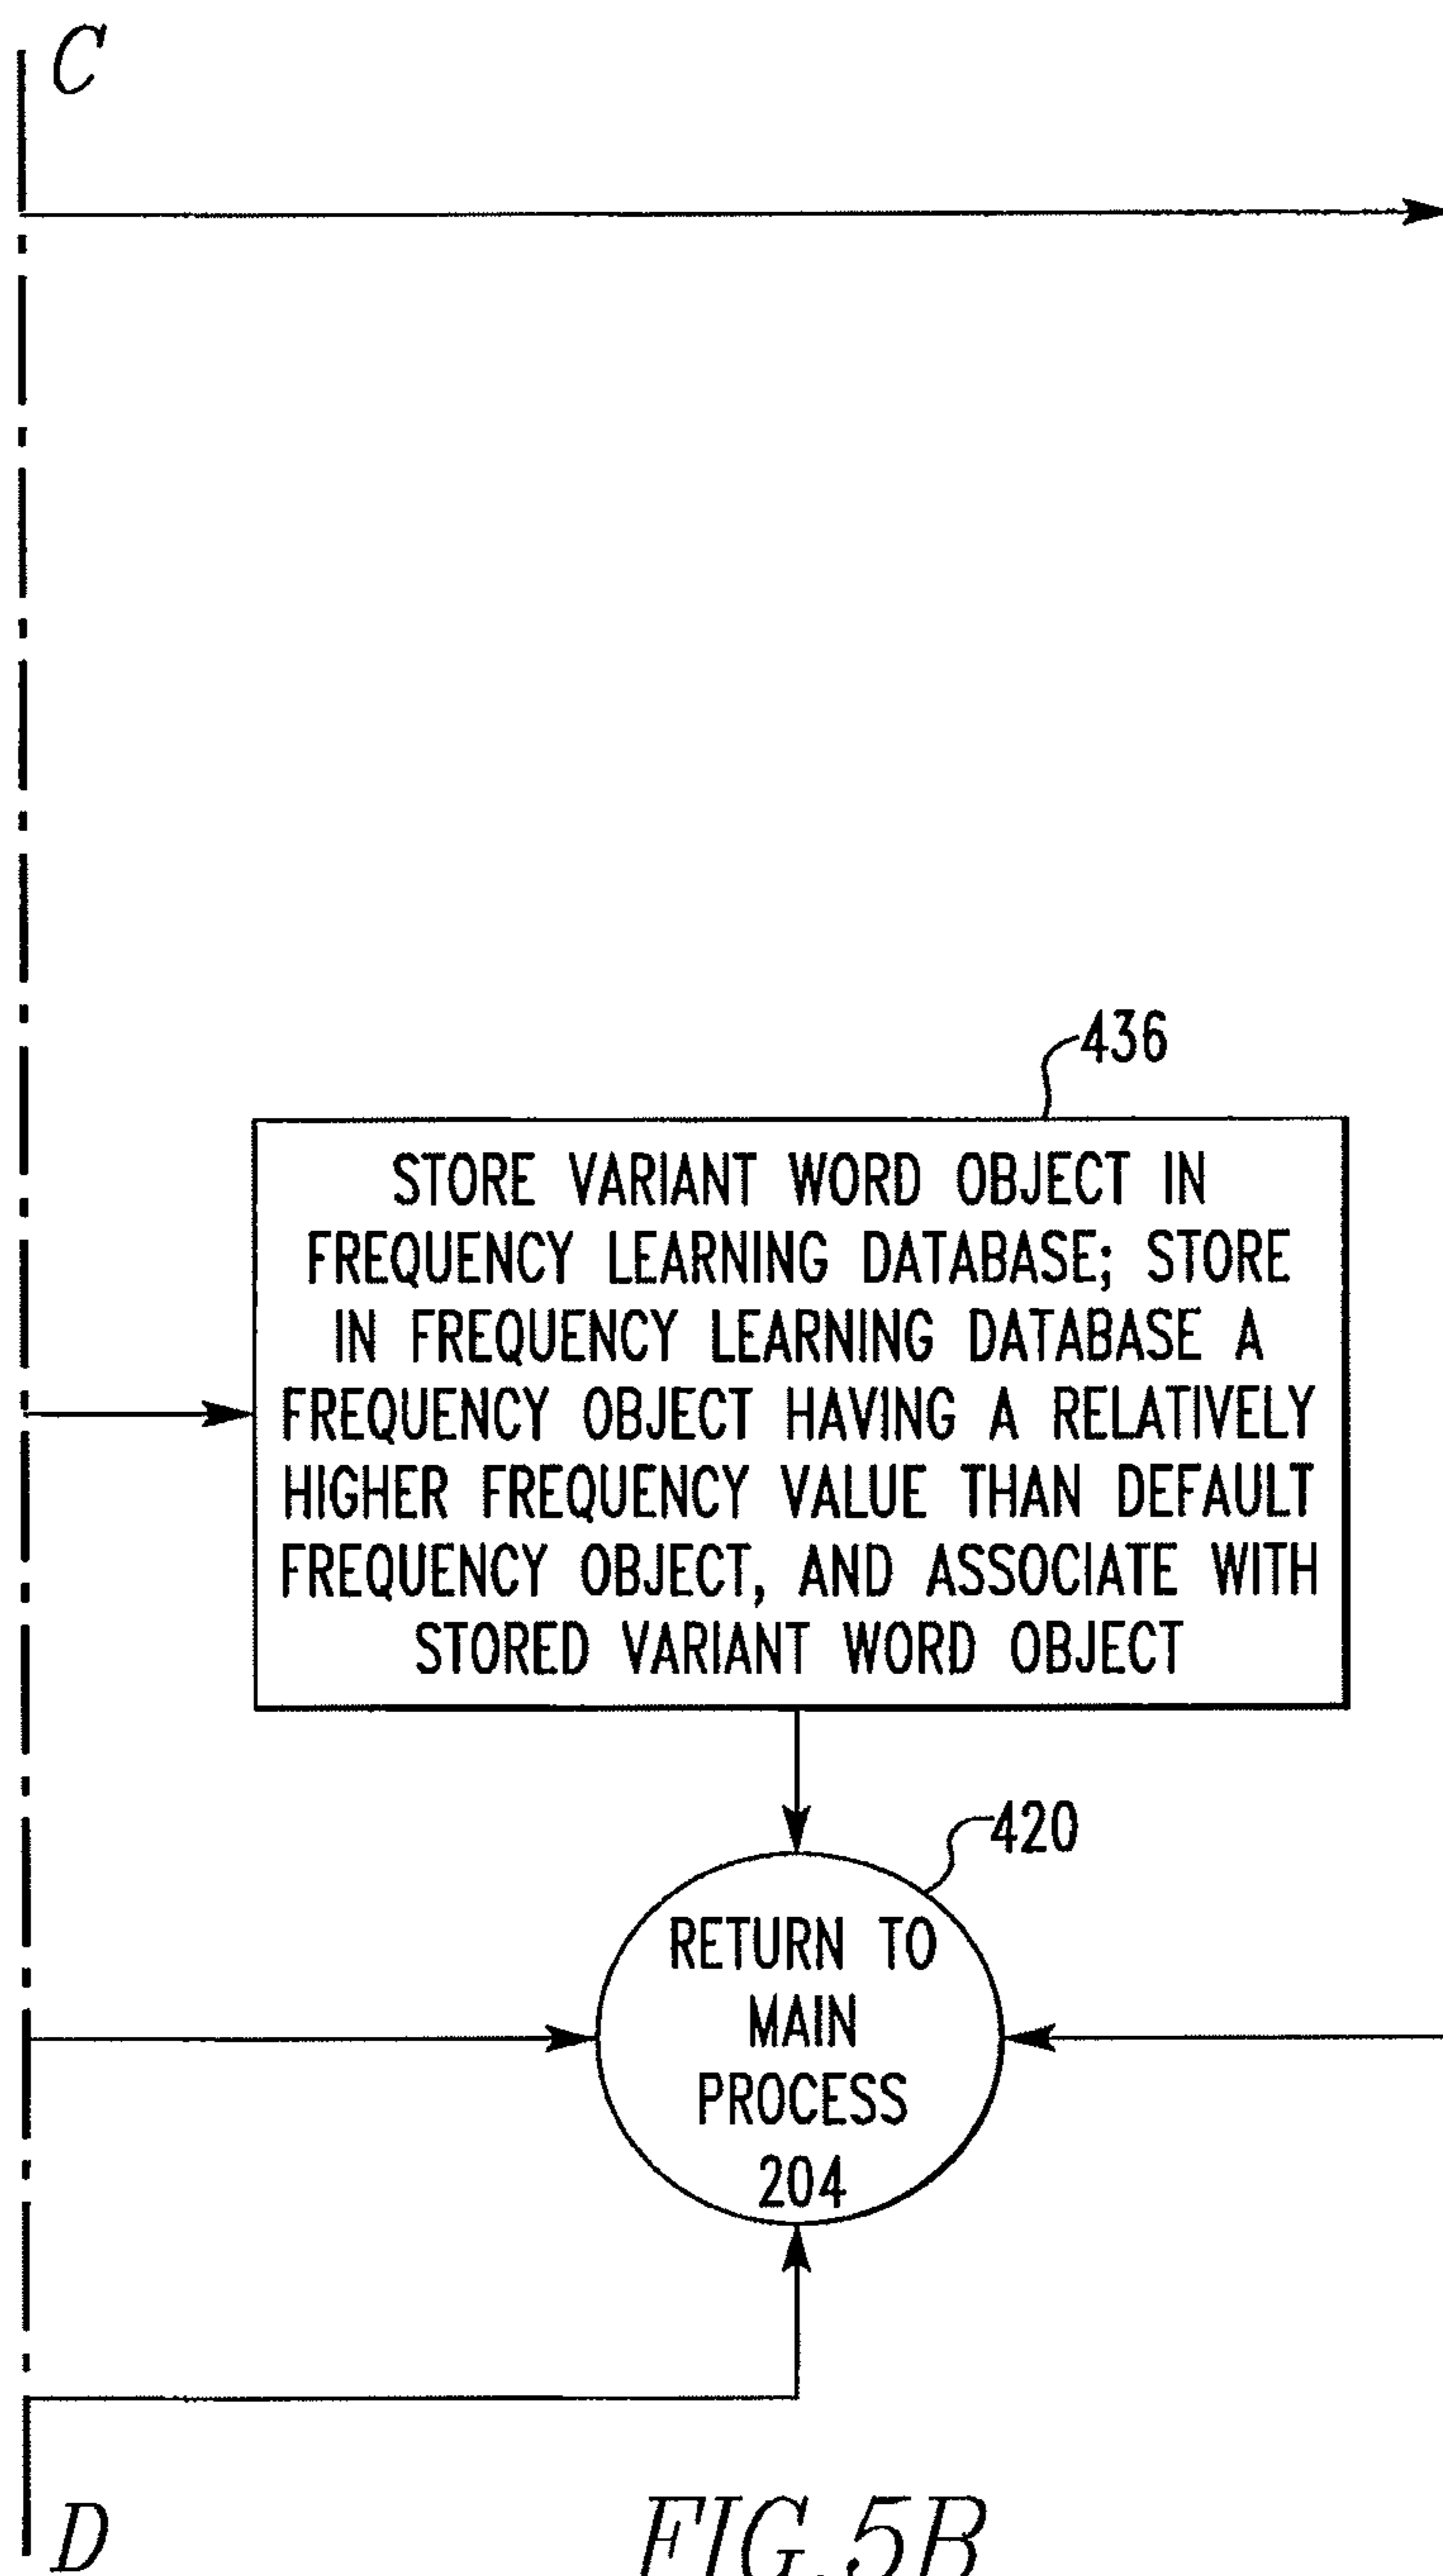 C
436
STORE VARIANT WORD OBJECT IN
FREQUENCY LEARNING DATABASE; STORE
IN FREQUENCY LEARNING DATABASE A
FREQUENCY OBJECT HAVING A RELATIVELY
HIGHER FREQUENCY VALUE THAN DEFAULT
FREQUENCY OBJECT, AND ASSOCIATE WITH
STORED VARIANT WORD OBJECT
420
RETURN TO
MAIN
PROCESS
204
D
FIG.5B